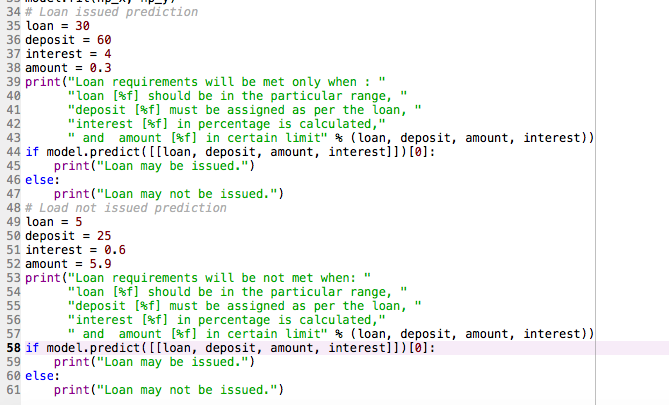 33 model.fit(np_x, np_y)
34 # Loan issued prediction
35 loan = 30
36 deposit = 60
37 interest = 4
38 amount = 0.3
39 print("Loan requirements will be met only when : "
40       "loan [%f] should be in the particular range, "
41       "deposit [%f] must be assigned as per the loan, "
42       "interest [%f] in percentage is calculated,"
43       " and  amount [%f] in certain limit" % (loan, deposit, amount, interest))
44 if model.predict([[loan, deposit, amount, interest]])[0]:
45     print("Loan may be issued.")
46 else:
47     print("Loan may not be issued.")
48 # Load not issued prediction
49 loan = 5
50 deposit = 25
51 interest = 0.6
52 amount = 5.9
53 print("Loan requirements will be not met when: "
54       "loan [%f] should be in the particular range, "
55       "deposit [%f] must be assigned as per the loan, "
56       "interest [%f] in percentage is calculated,"
57       " and  amount [%f] in certain limit" % (loan, deposit, amount, interest))
58 if model.predict([[loan, deposit, amount, interest]])[0]:
59     print("Loan may be issued.")
60 else:
61     print("Loan may not be issued.")